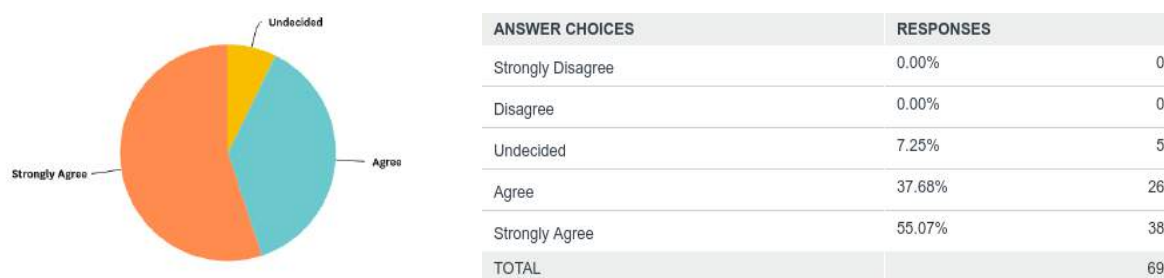 Undecided
Agree
Strongly Agree
ANSWER CHOICES RESPONSES
Strongly Disagree 0.00% 0
Disagree 0.00% 0
Undecided 7.25% 5
Agree 37.68% 26
Strongly Agree 55.07% 38
TOTAL 69